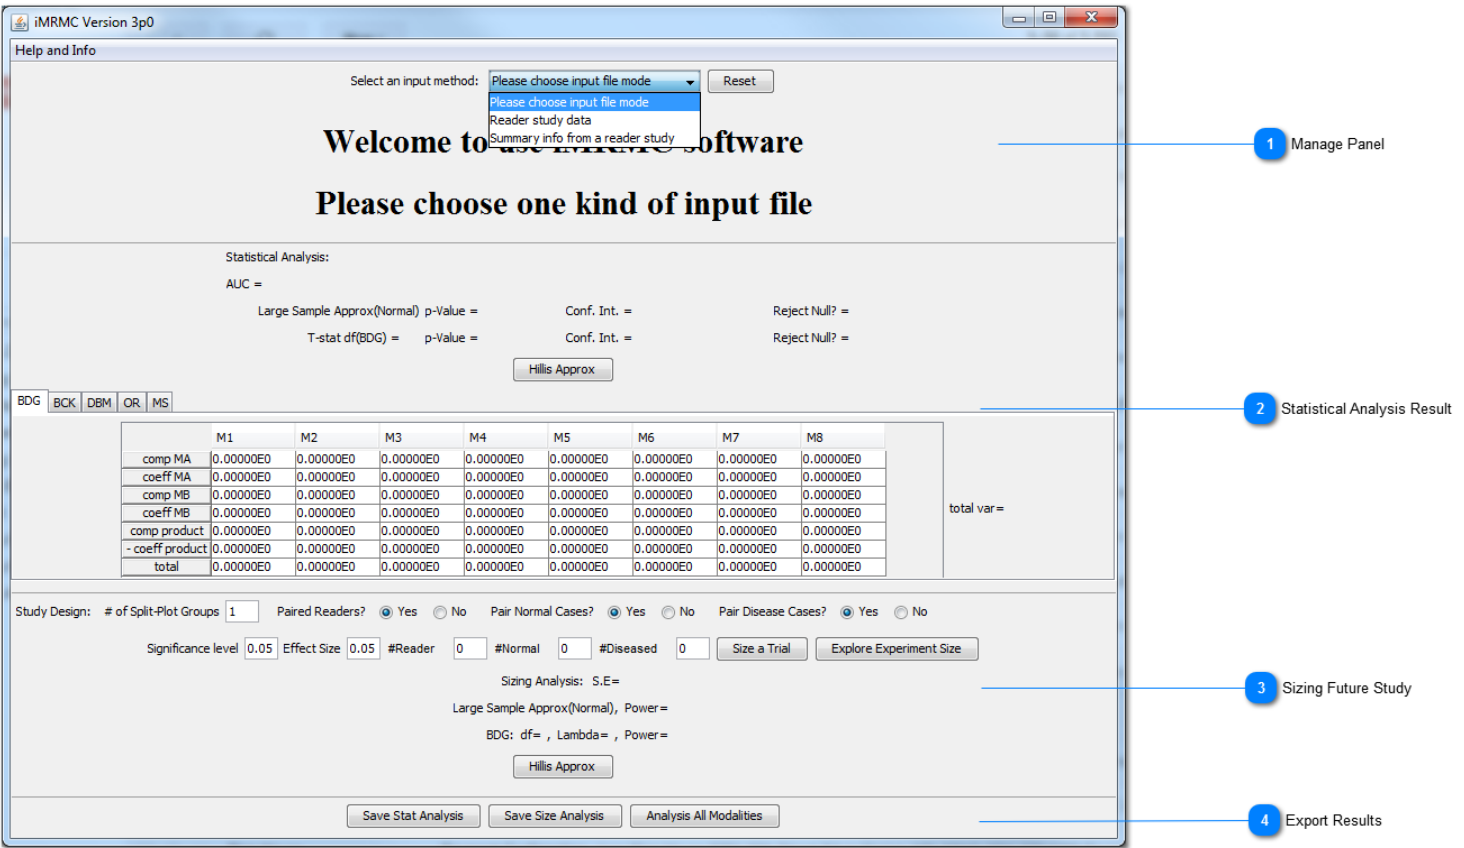 iMRMC Version 3p0
Help and Info
Select an input method: Please choose input file mode Reset
Please choose input file mode
Reader study data
Summary info from a reader study
Welcome to use iMRMC software
Please choose one kind of input file
1 Manage Panel
Statistical Analysis:
AUC =
Large Sample Approx(Normal) p-Value = Conf. Int. = Reject Null? =
T-stat df(BDG) = p-Value = Conf. Int. = Reject Null? =
Hillis Approx
BDG BCK DBM OR MS
2 Statistical Analysis Result
M1 M2 M3 M4 M5 M6 M7 M8
comp MA 0.00000E0 0.00000E0 0.00000E0 0.00000E0 0.00000E0 0.00000E0 0.00000E0 0.00000E0
coeff MA 0.00000E0 0.00000E0 0.00000E0 0.00000E0 0.00000E0 0.00000E0 0.00000E0 0.00000E0
comp MB 0.00000E0 0.00000E0 0.00000E0 0.00000E0 0.00000E0 0.00000E0 0.00000E0 0.00000E0
coeff MB 0.00000E0 0.00000E0 0.00000E0 0.00000E0 0.00000E0 0.00000E0 0.00000E0 0.00000E0
comp product 0.00000E0 0.00000E0 0.00000E0 0.00000E0 0.00000E0 0.00000E0 0.00000E0 0.00000E0
- coeff product 0.00000E0 0.00000E0 0.00000E0 0.00000E0 0.00000E0 0.00000E0 0.00000E0 0.00000E0
total 0.00000E0 0.00000E0 0.00000E0 0.00000E0 0.00000E0 0.00000E0 0.00000E0 0.00000E0
total var=
Study Design: # of Split-Plot Groups 1 Paired Readers? Yes No Pair Normal Cases? Yes No Pair Disease Cases? Yes No
Significance level 0.05 Effect Size 0.05 #Reader 0 #Normal 0 #Diseased 0 Size a Trial Explore Experiment Size
Sizing Analysis: S.E=
3 Sizing Future Study
Large Sample Approx(Normal), Power=
BDG: df= , Lambda= , Power=
Hillis Approx
Save Stat Analysis Save Size Analysis Analysis All Modalities
4 Export Results